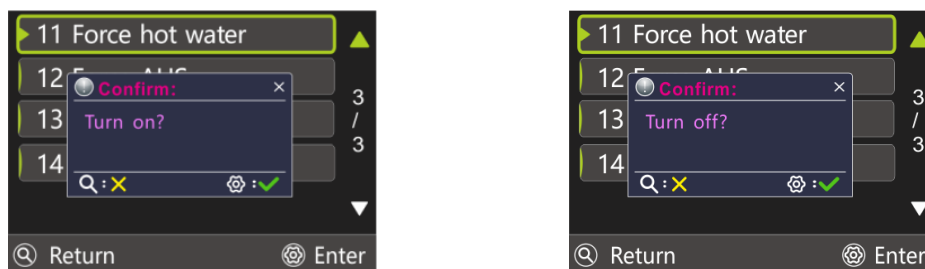 11 Force hot water
12
Confirm:
×
13
Turn on?
3
/
3
14
: ×
: ✓
Return
Enter
11 Force hot water
12
Confirm:
×
13
Turn off?
3
/
3
14
: ×
: ✓
Return
Enter